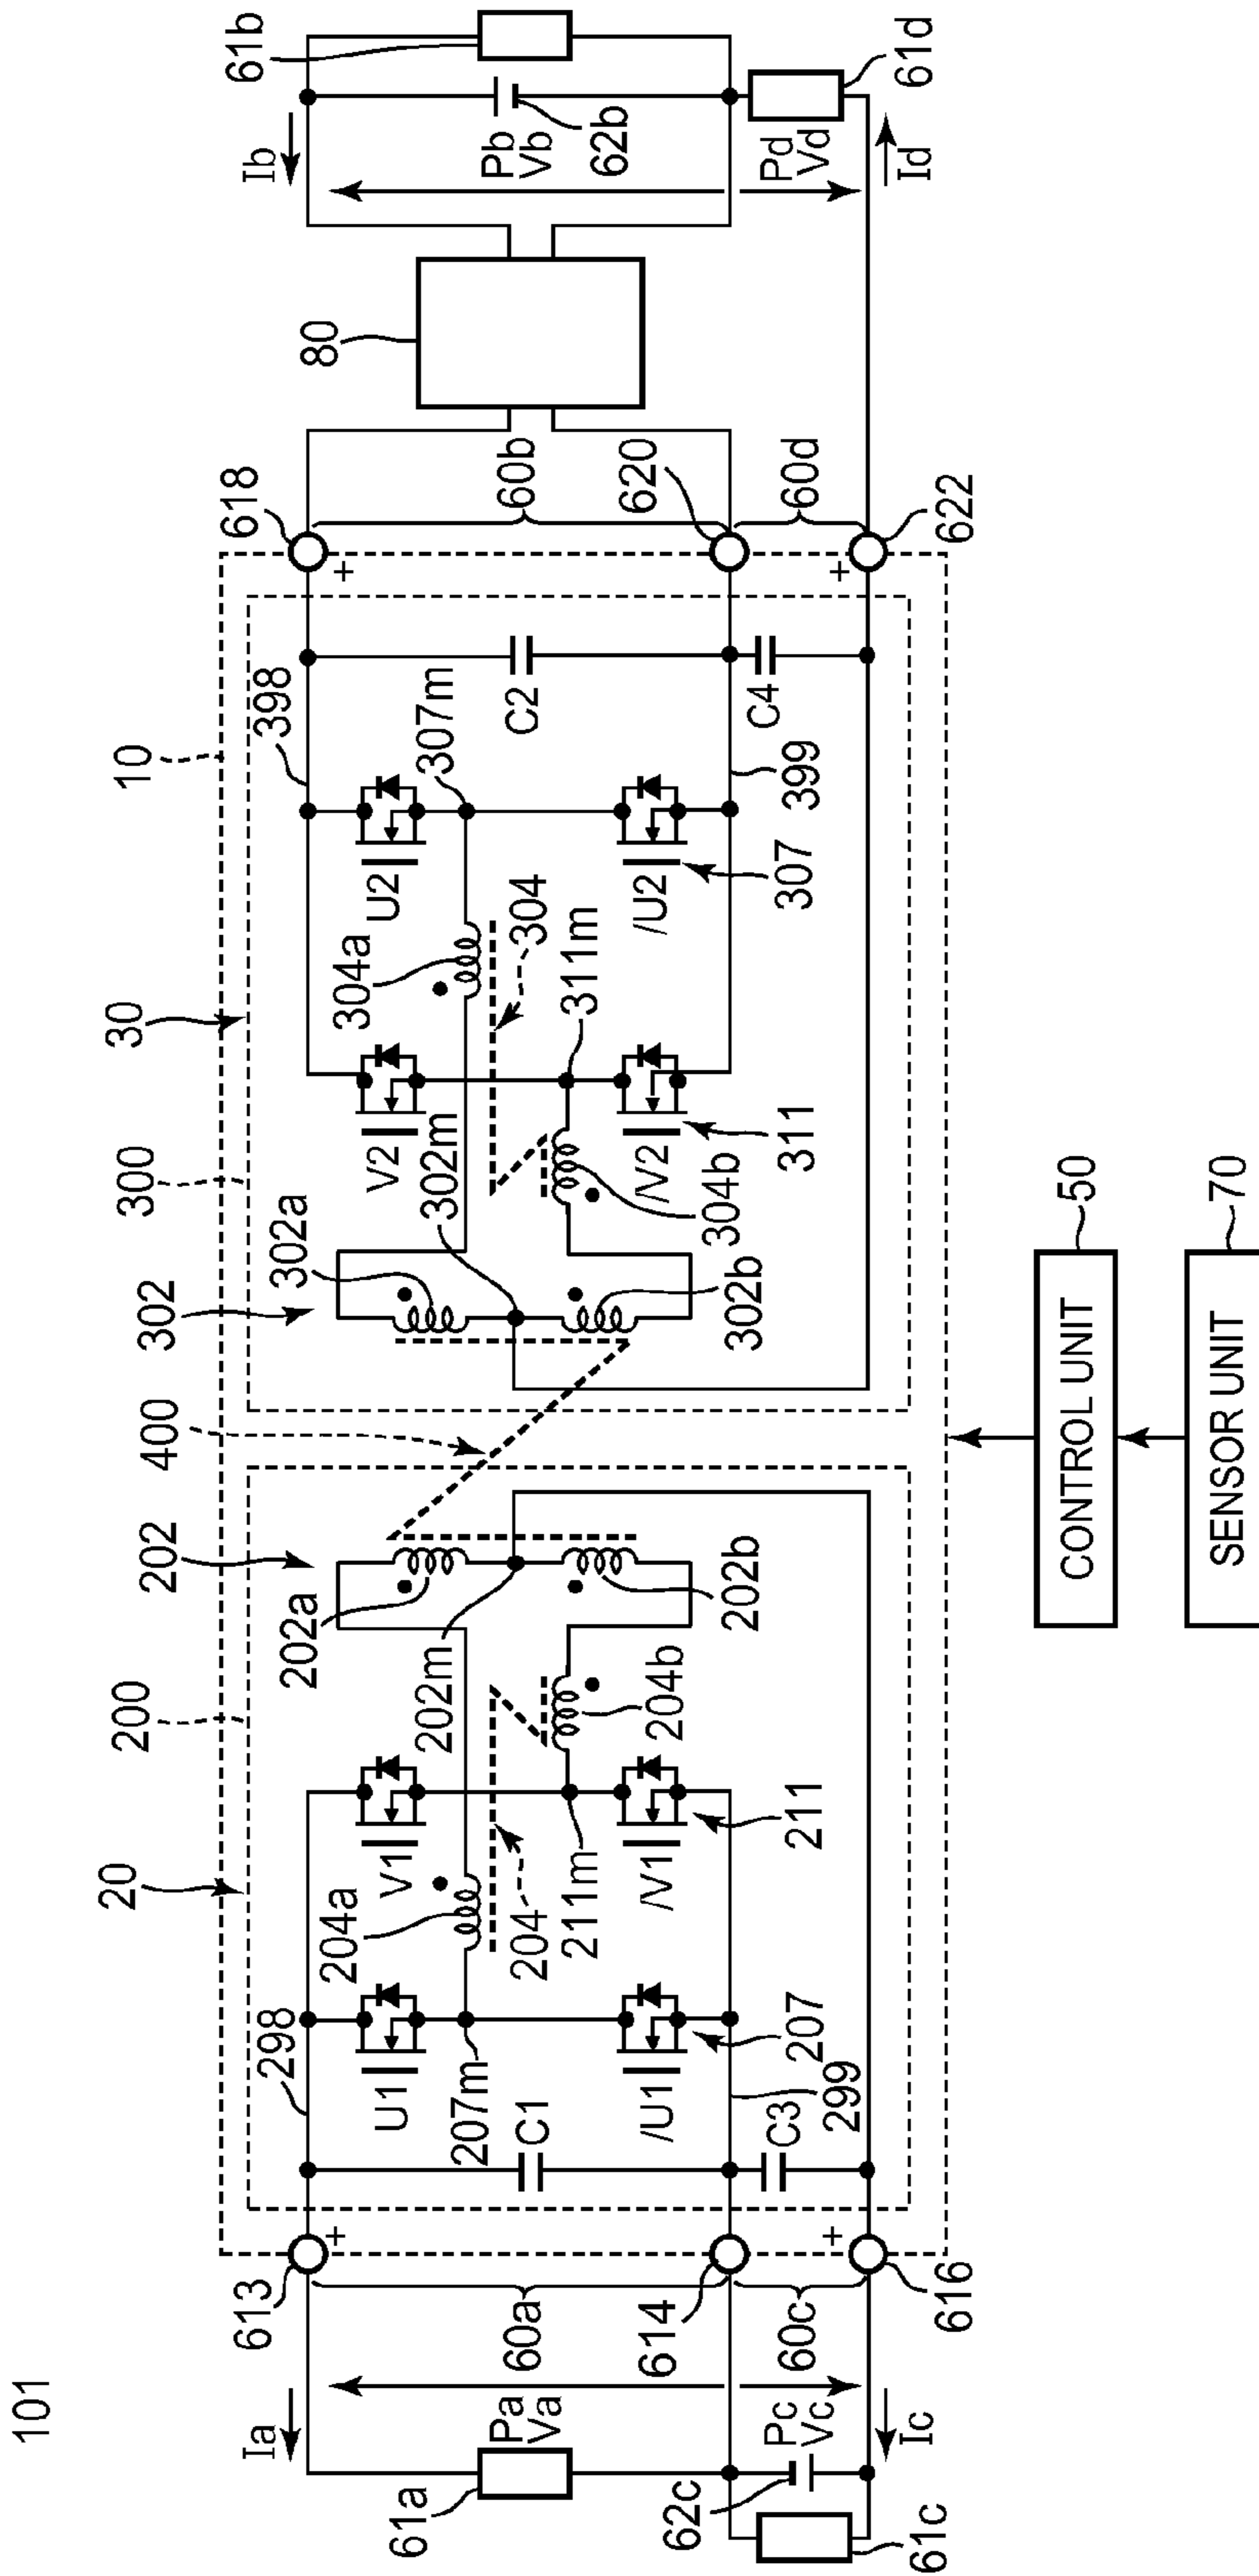 101
10
20
200
202
400
302
300
30
298
204a
202a
302a
304a
398
618
80
61b
Ib
Ia
613
+
+
U1
V1
V2
U2
207m
202m
302m
307m
C1
C2
60a
60b
Pa
Va
Pb
Vb
62b
61a
204
211m
204b
202b
302b
304b
311m
304
/U1
/V1
/V2
/U2
207
211
311
307
299
399
614
620
C3
C4
60c
60d
Pc
Vc
Pd
Vd
62c
61c
61d
+
+
616
622
Ic
Id
CONTROL UNIT
50
SENSOR UNIT
70